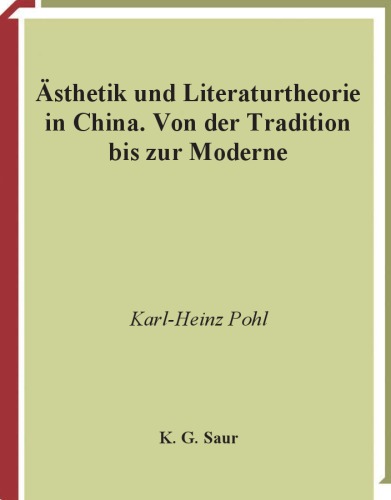 Ästhetik und Literaturtheorie
in China. Von der Tradition
bis zur Moderne
Karl-Heinz Pohl
K. G. Saur